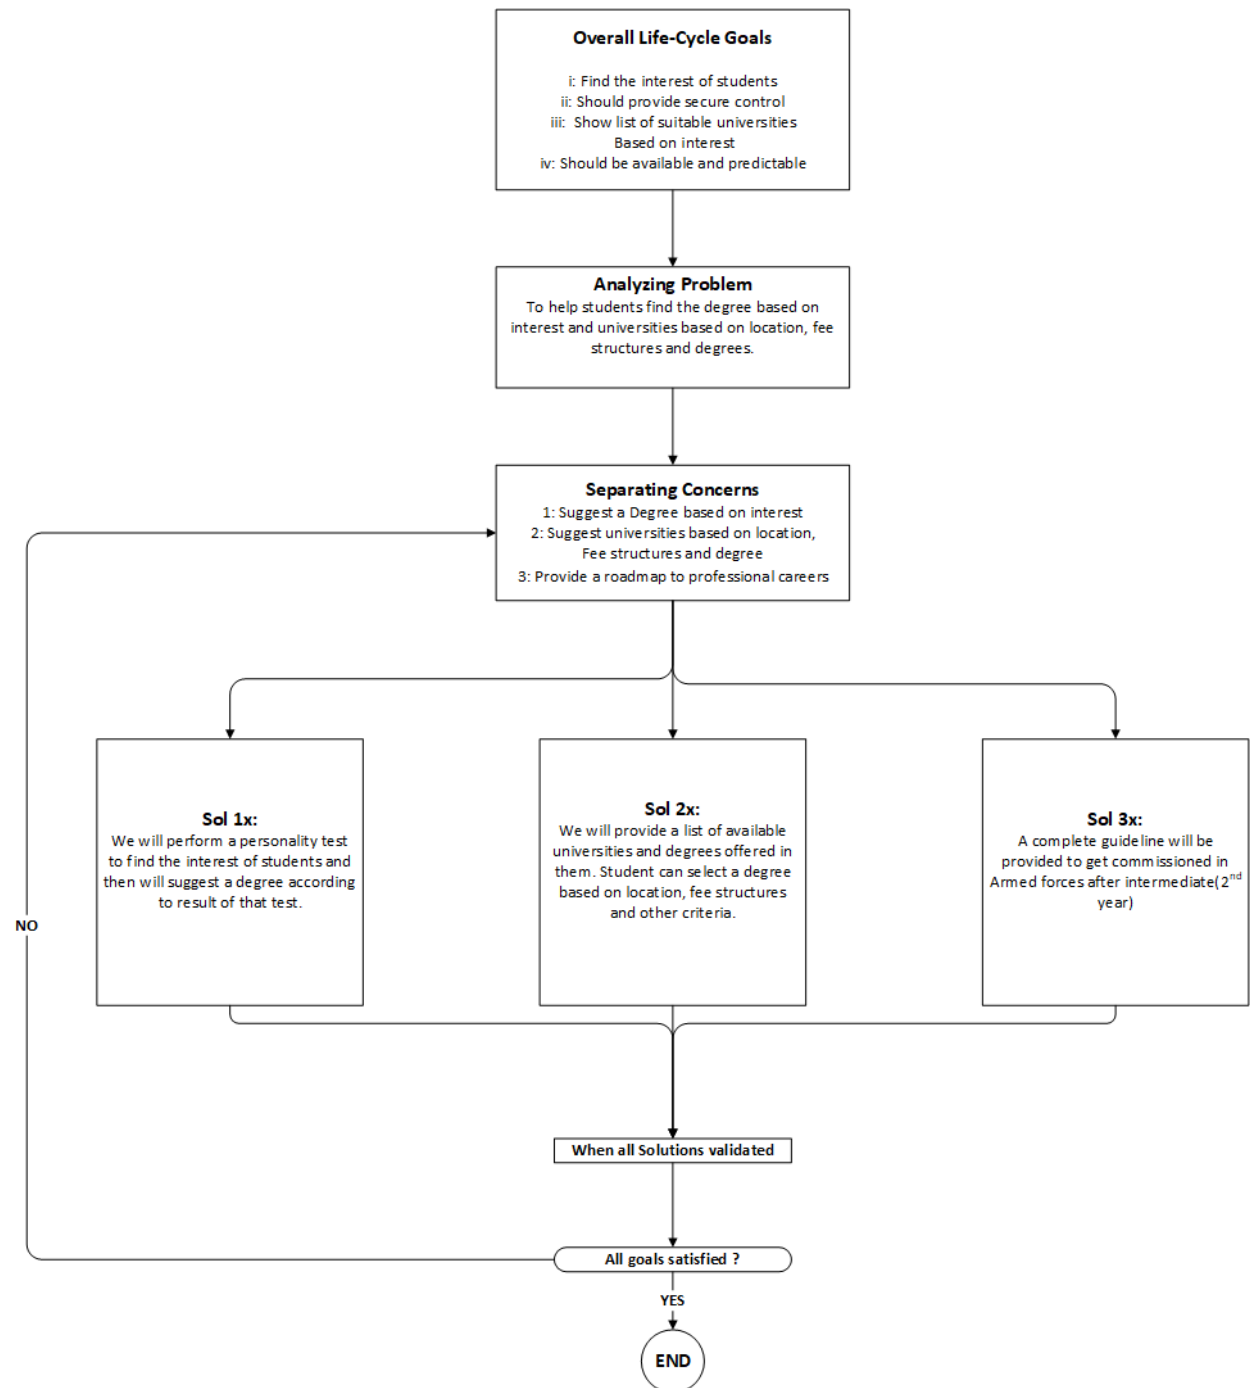 Overall Life-Cycle Goals
i: Find the interest of students
ii: Should provide secure control
iii: Show list of suitable universities
Based on interest
iv: Should be available and predictable
Analyzing Problem
To help students find the degree based on
interest and universities based on location, fee
structures and degrees.
Separating Concerns
1: Suggest a Degree based on interest
2: Suggest universities based on location,
Fee structures and degree
3: Provide a roadmap to professional careers
Sol 1x:
We will perform a personality test
to find the interest of students and
then will suggest a degree according
to result of that test.
Sol 2x:
We will provide a list of available
universities and degrees offered in
them. Student can select a degree
based on location, fee structures
and other criteria.
Sol 3x:
A complete guideline will be
provided to get commissioned in
Armed forces after intermediate(2nd
year)
NO
When all Solutions validated
All goals satisfied ?
YES
END